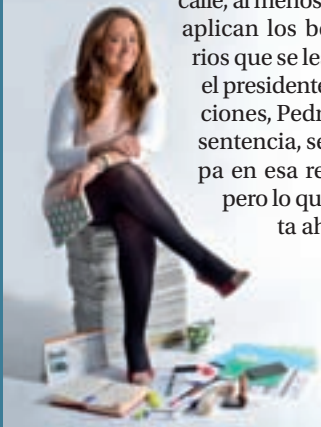 calle, al menos
aplican los be
rios que se le
el presidente
ciones, Pedr
sentencia, se
pa en esa re
pero lo qu
ta ah